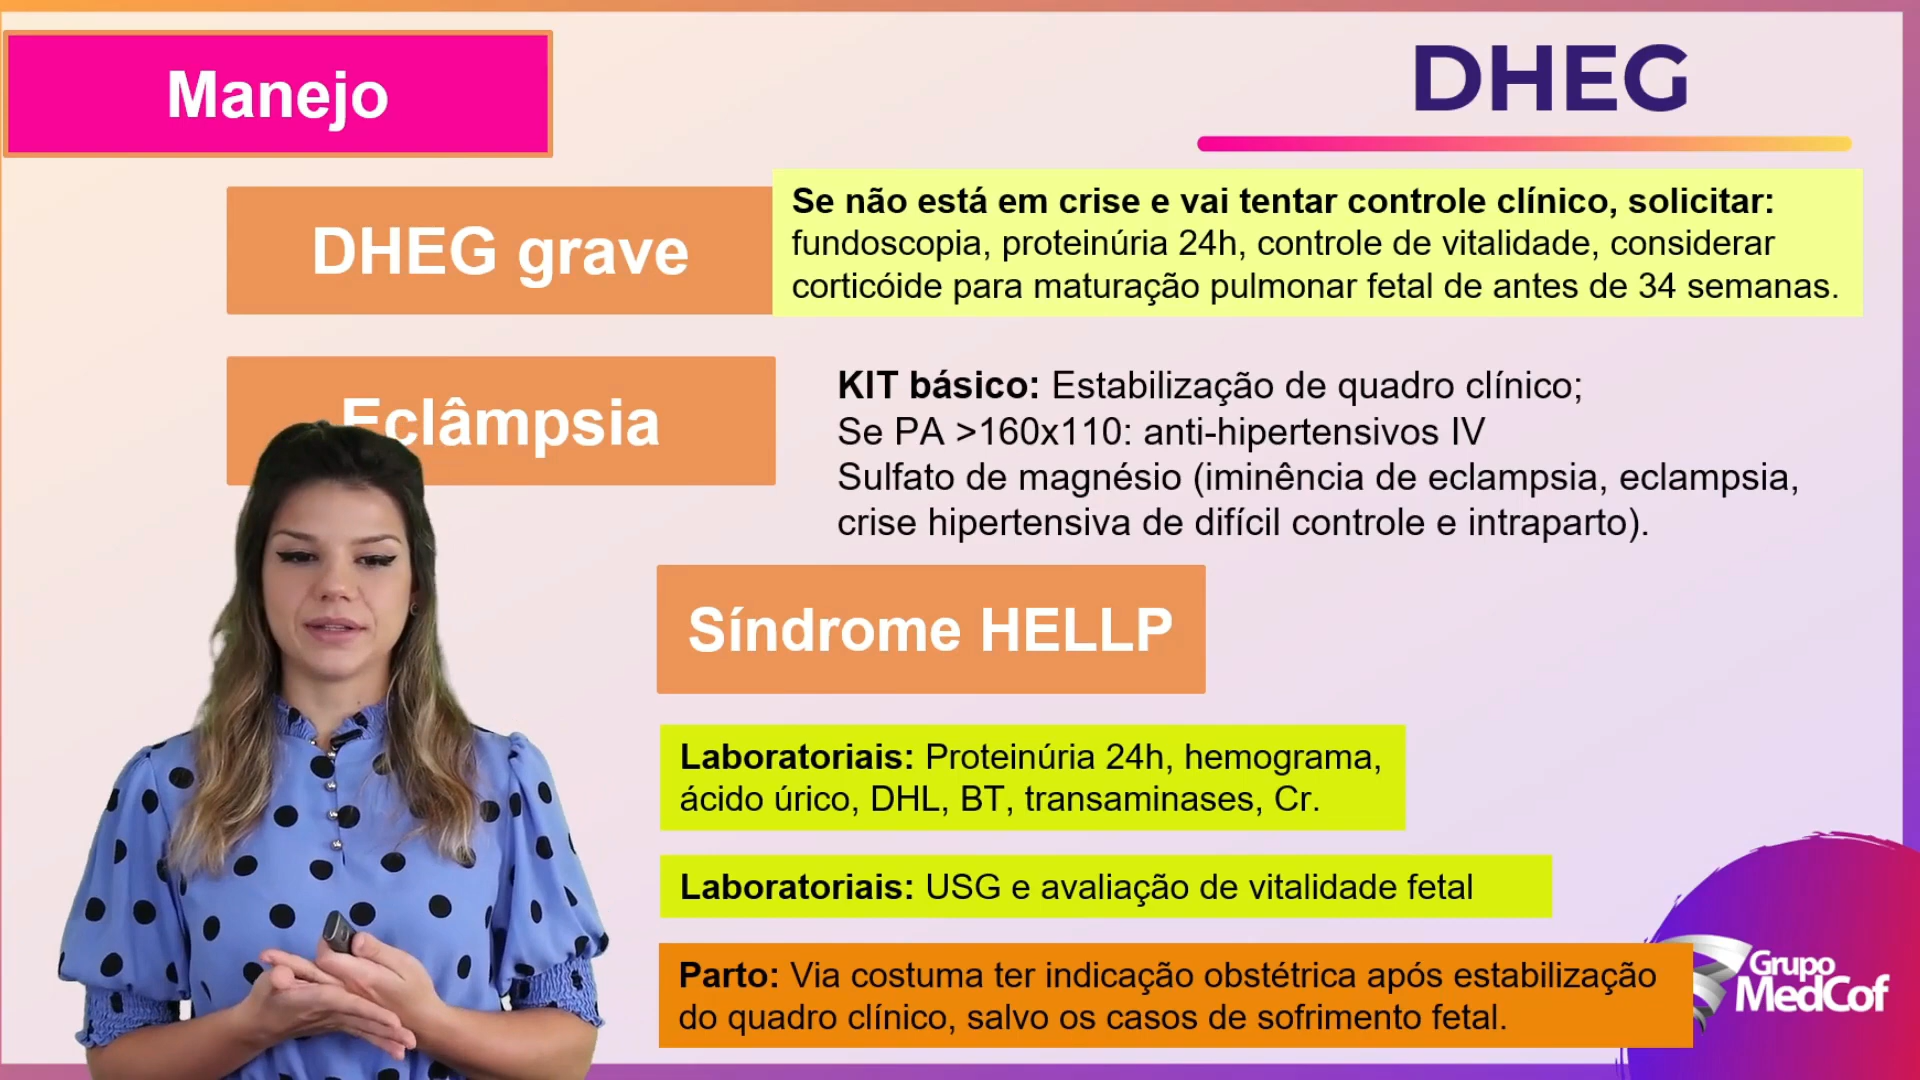 Manejo
DHEG
DHEG grave
Se não está em crise e vai tentar controle clínico, solicitar:
fundoscopia, proteinúria 24h, controle de vitalidade, considerar
corticóide para maturação pulmonar fetal de antes de 34 semanas.
Eclâmpsia
KIT básico: Estabilização de quadro clínico;
Se PA >160x110: anti-hipertensivos IV
Sulfato de magnésio (iminência de eclampsia, eclampsia,
crise hipertensiva de difícil controle e intraparto).
Síndrome HELLP
Laboratoriais: Proteinúria 24h, hemograma,
ácido úrico, DHL, BT, transaminases, Cr.
Laboratoriais: USG e avaliação de vitalidade fetal
Parto: Via costuma ter indicação obstétrica após estabilização
do quadro clínico, salvo os casos de sofrimento fetal.
Grupo
MedCof